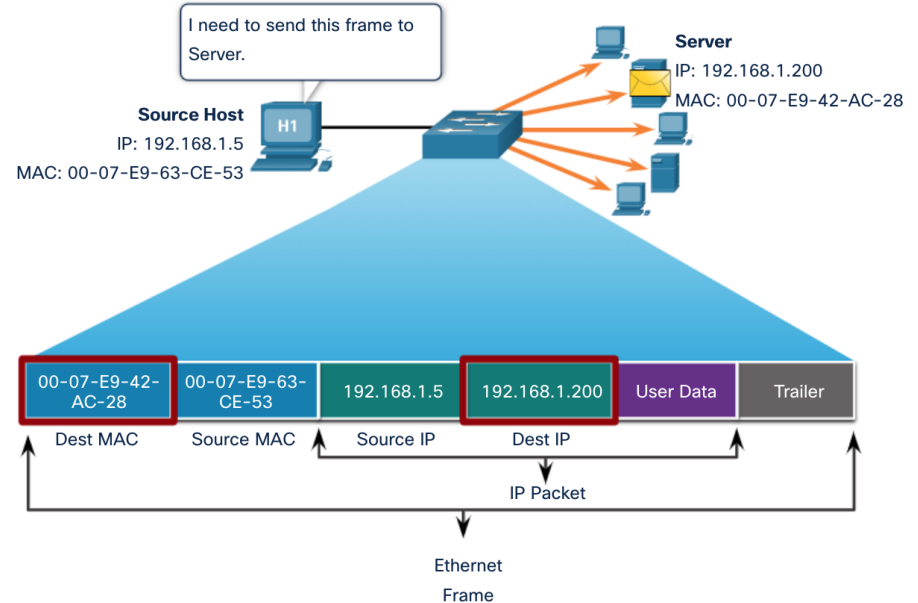 I need to send this frame to
Server.
Server
IP: 192.168.1.200
MAC: 00-07-E9-42-AC-28
Source Host
IP: 192.168.1.5
MAC: 00-07-E9-63-CE-53
H1
00-07-E9-42-
AC-28
00-07-E9-63-
CE-53
192.168.1.5
192.168.1.200
User Data
Trailer
Dest MAC
Source MAC
Source IP
Dest IP
IP Packet
Ethernet
Frame